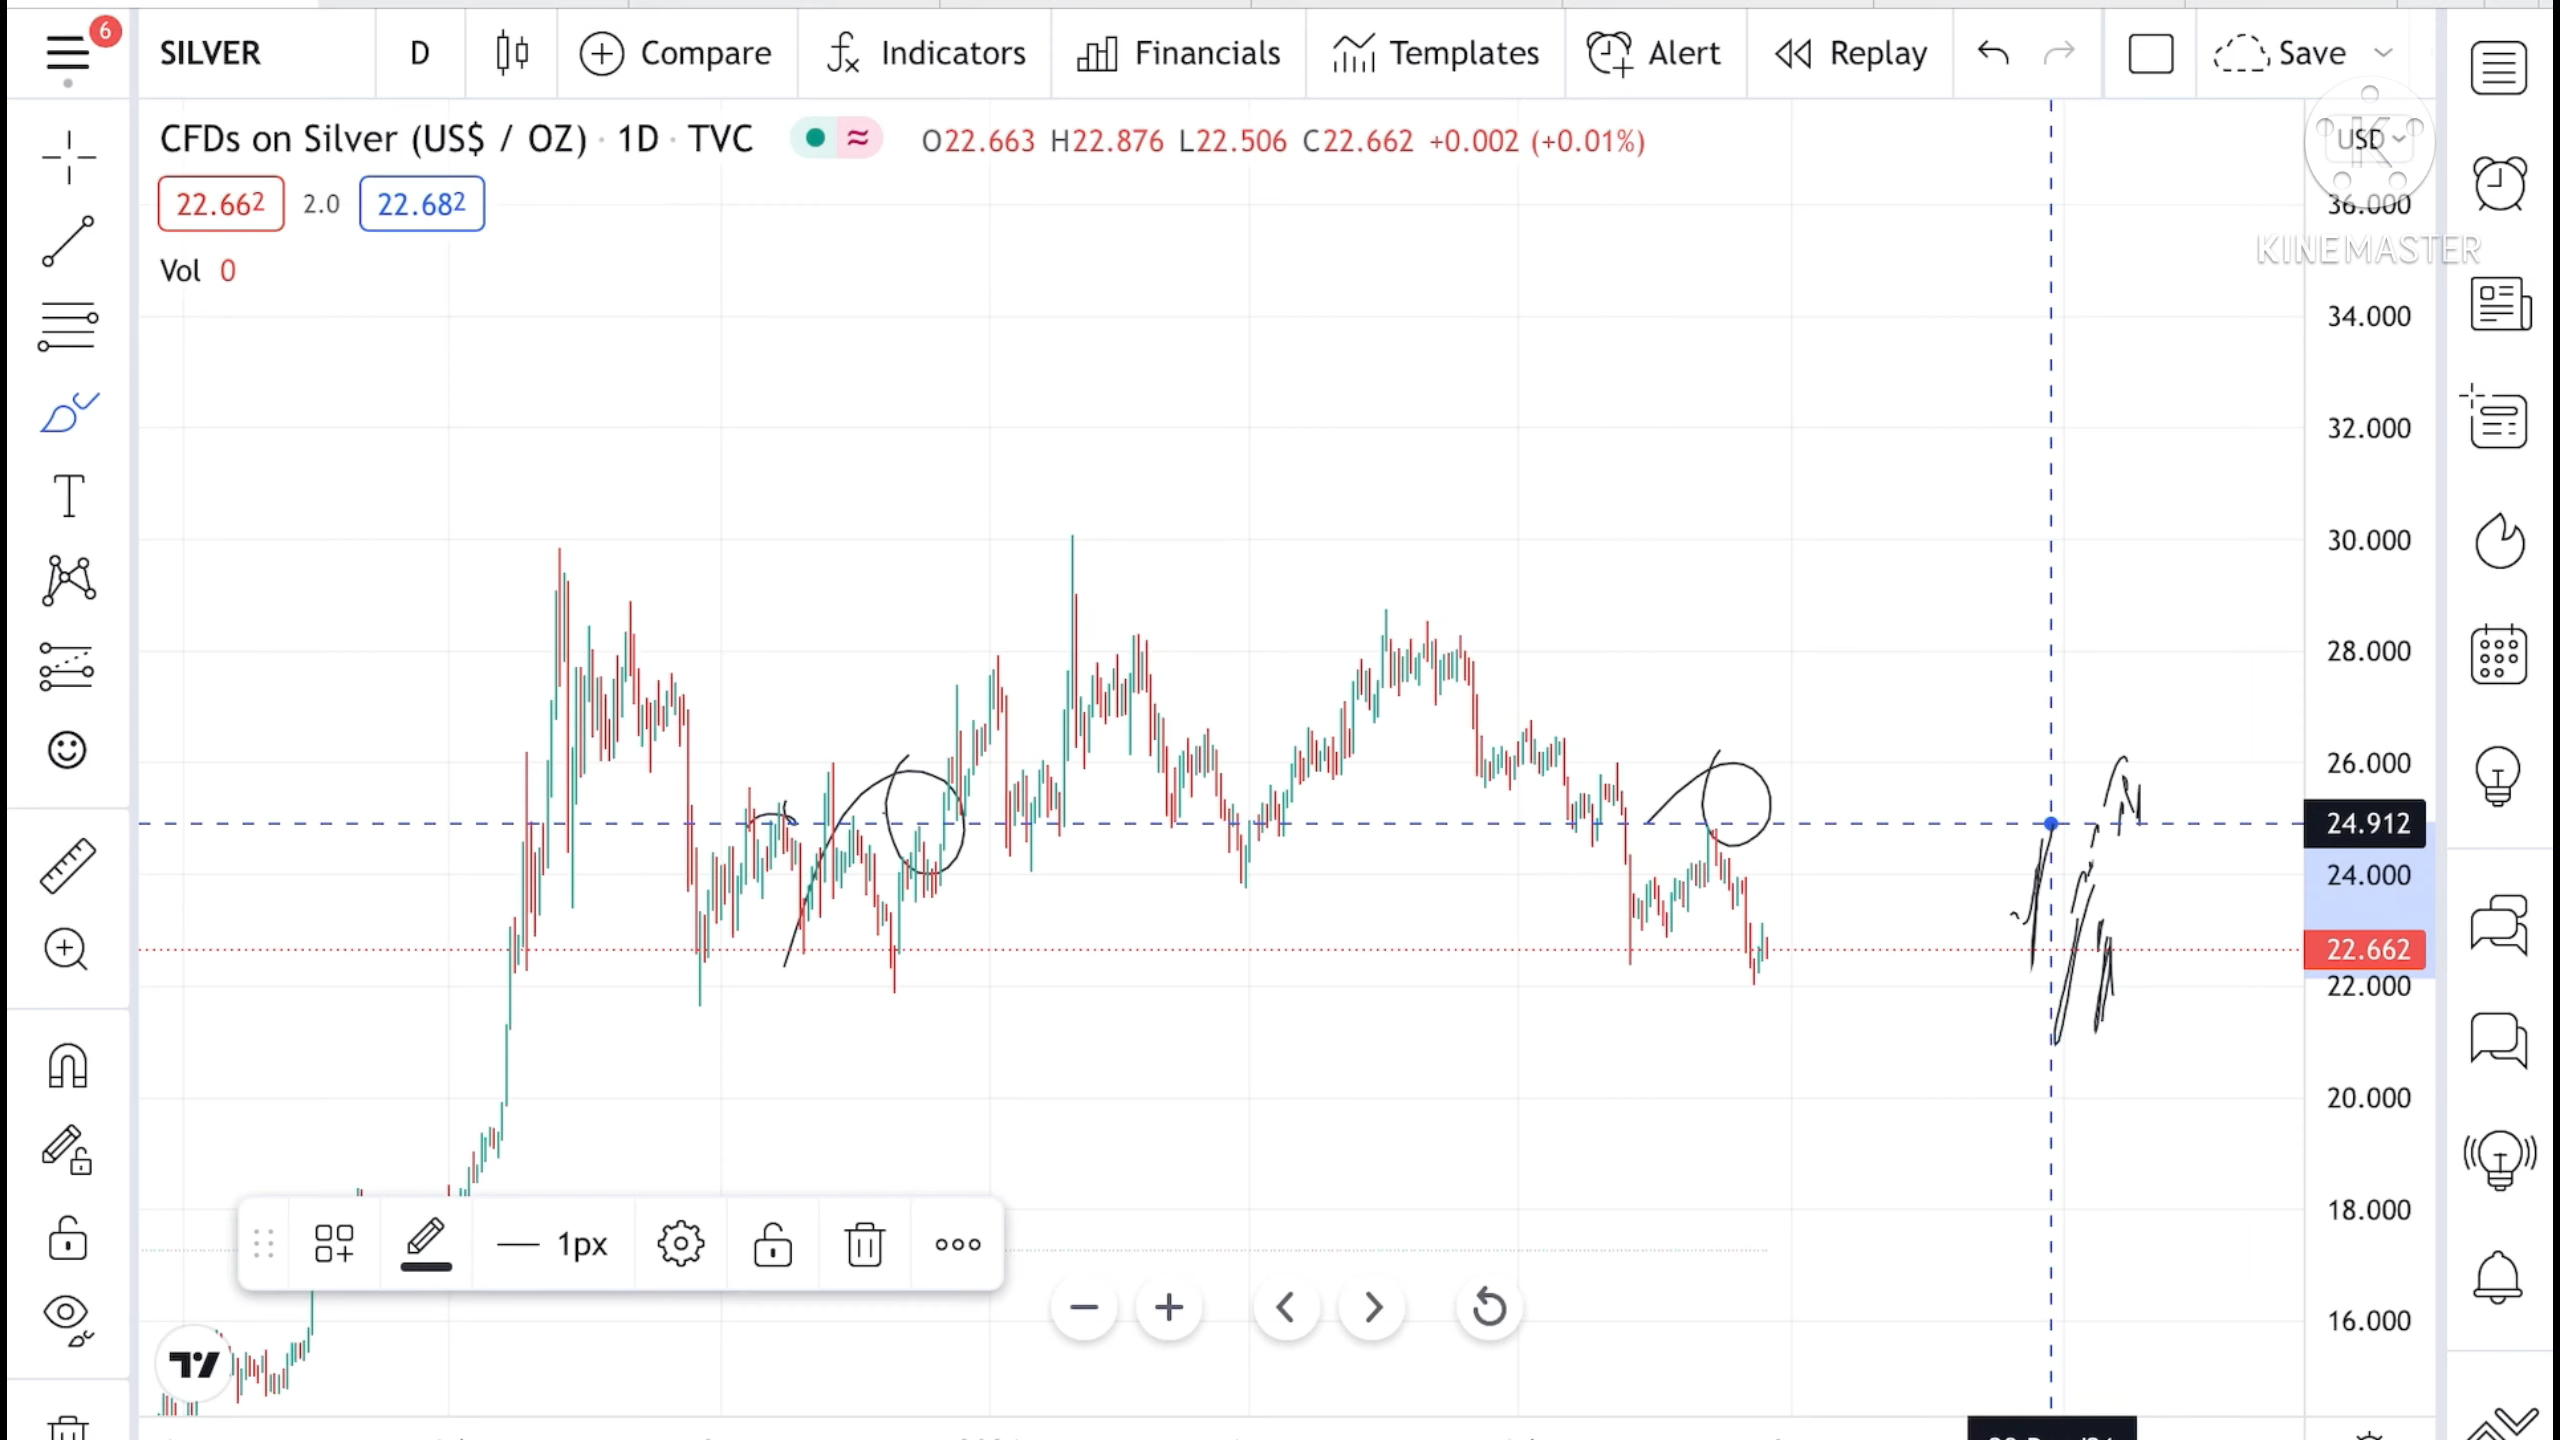 6
SILVER D Compare Indicators Financials Templates Alert Replay Save
CFDs on Silver (US$ / OZ) · 1D · TVC ≈ O22.663 H22.876 L22.506 C22.662 +0.002 (+0.01%)
USD
22.662 2.0 22.682
36.000
KINEMASTER
Vol 0
34.000
32.000
30.000
28.000
26.000
24.912
24.000
22.662
22.000
20.000
18.000
1px
16.000